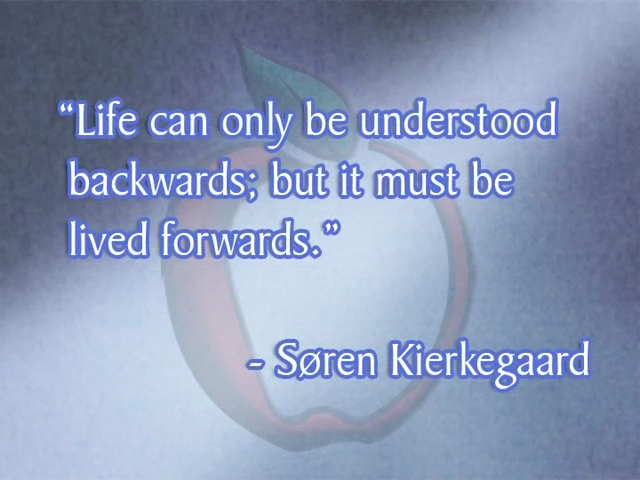 “Life can only be understood
backwards; but it must be
lived forwards.”
- Søren Kierkegaard